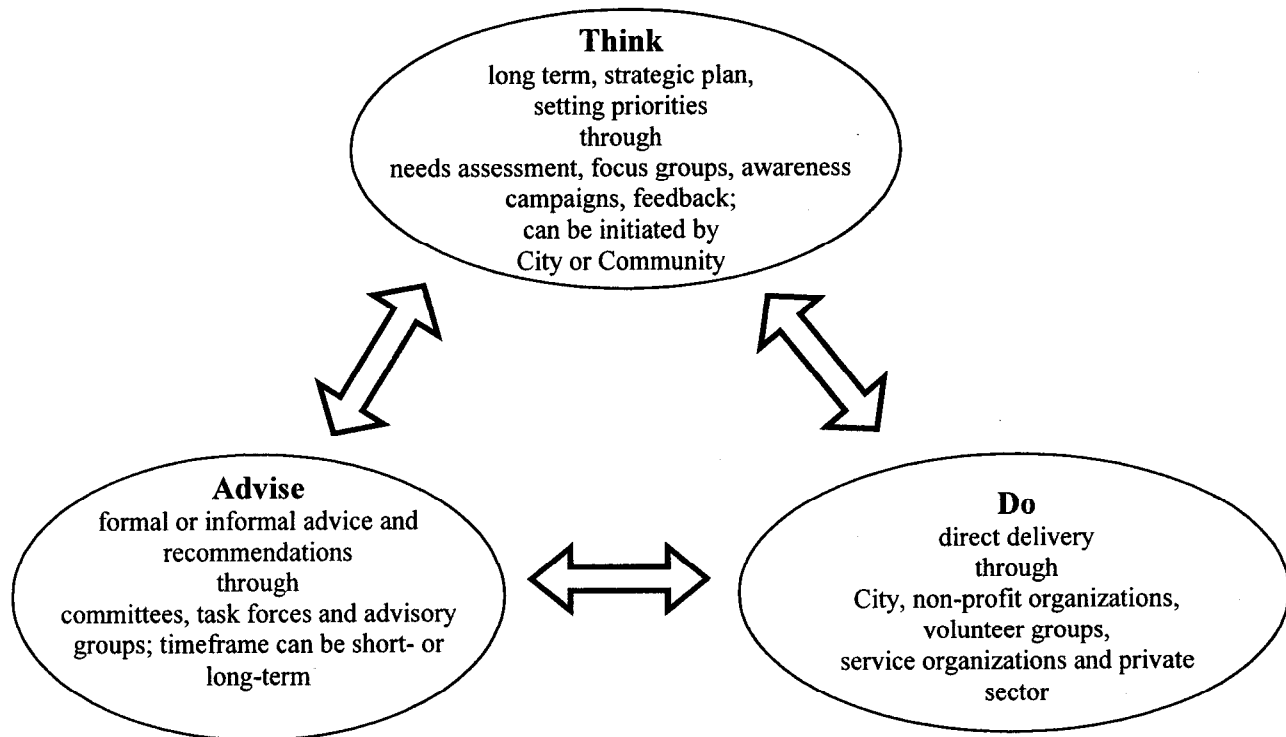 Think
long term, strategic plan,
setting priorities
through
needs assessment, focus groups, awareness
campaigns, feedback;
can be initiated by
City or Community
Advise
formal or informal advice and
recommendations
through
committees, task forces and advisory
groups; timeframe can be short- or
long-term
Do
direct delivery
through
City, non-profit organizations,
volunteer groups,
service organizations and private
sector